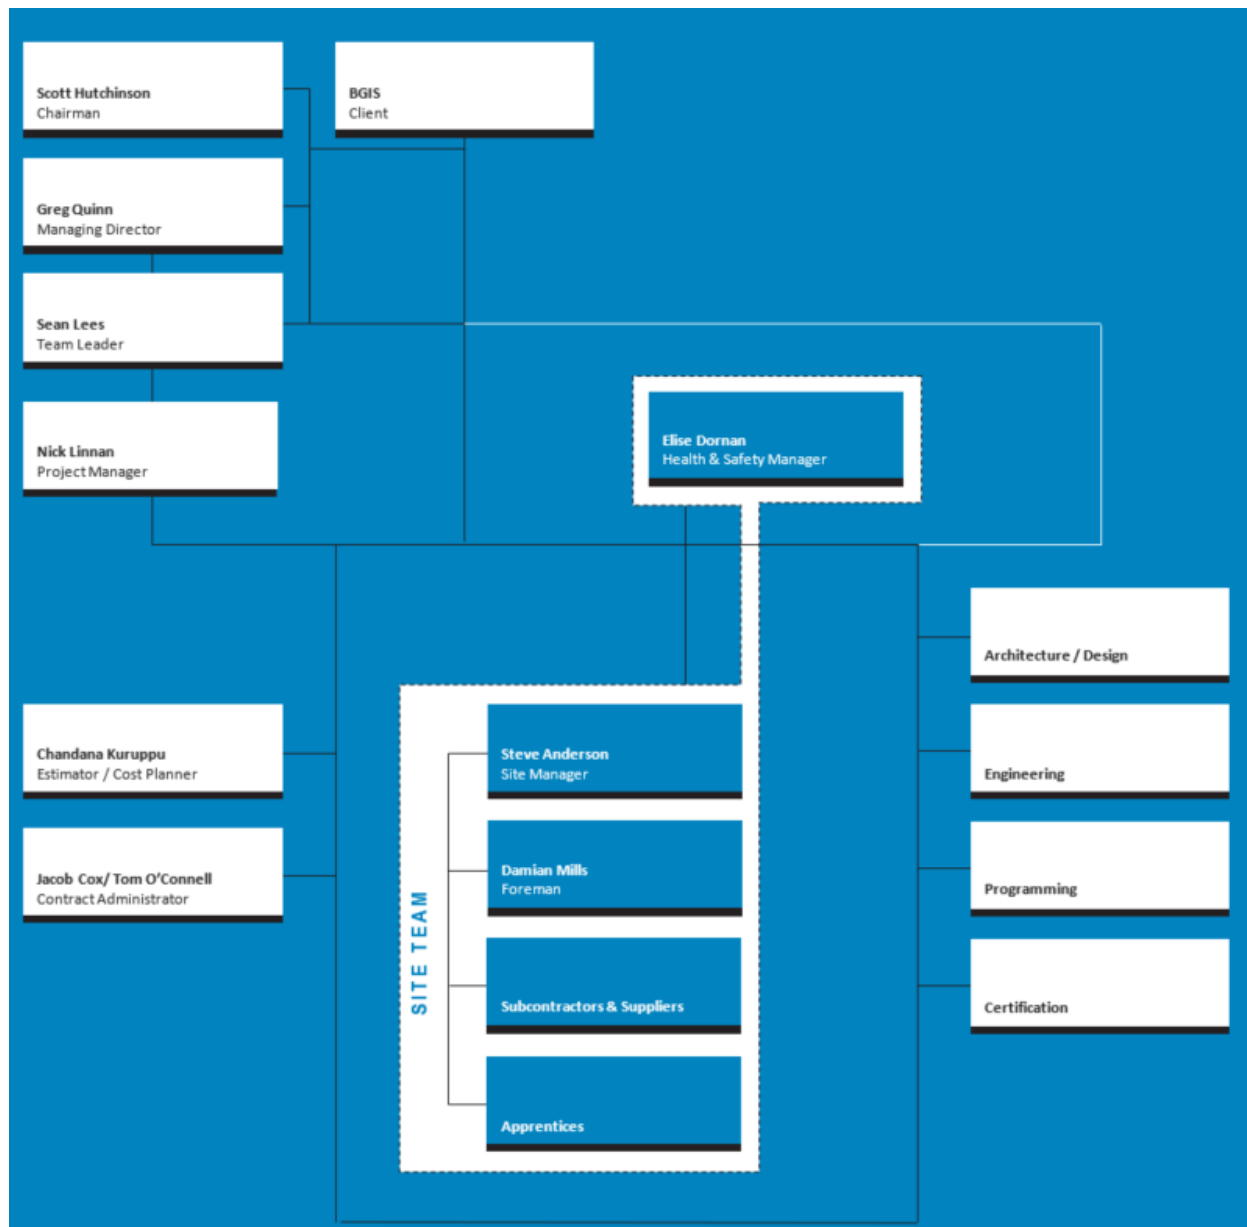 Scott Hutchinson
Chairman
BGIS
Client
Greg Quinn
Managing Director
Sean Lees
Team Leader
Nick Linnan
Project Manager
Elise Dornan
Health & Safety Manager
Architecture / Design
Chandana Kuruppu
Estimator / Cost Planner
Steve Anderson
Site Manager
Engineering
Jacob Cox/ Tom O’Connell
Contract Administrator
SITE TEAM
Damian Mills
Foreman
Programming
Subcontractors & Suppliers
Certification
Apprentices